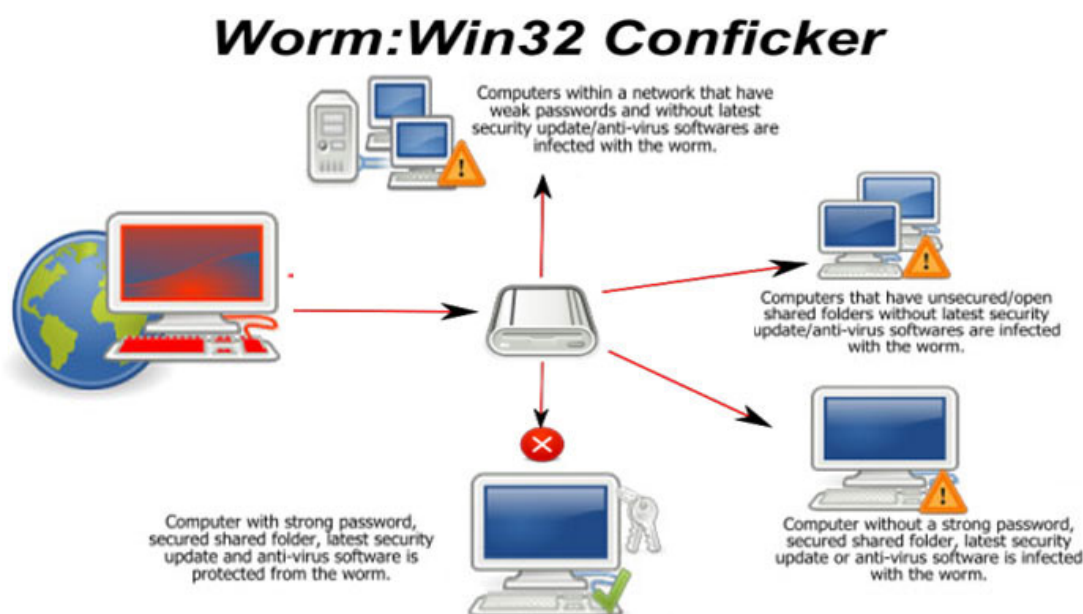 Worm:Win32 Conficker
Computers within a network that have
weak passwords and without latest
security update/anti-virus softwares are
infected with the worm.
Computers that have unsecured/open
shared folders without latest security
update/anti-virus softwares are infected
with the worm.
Computer with strong password,
secured shared folder, latest security
update and anti-virus software is
protected from the worm.
Computer without a strong password,
secured shared folder, latest security
update or anti-virus software is infected
with the worm.